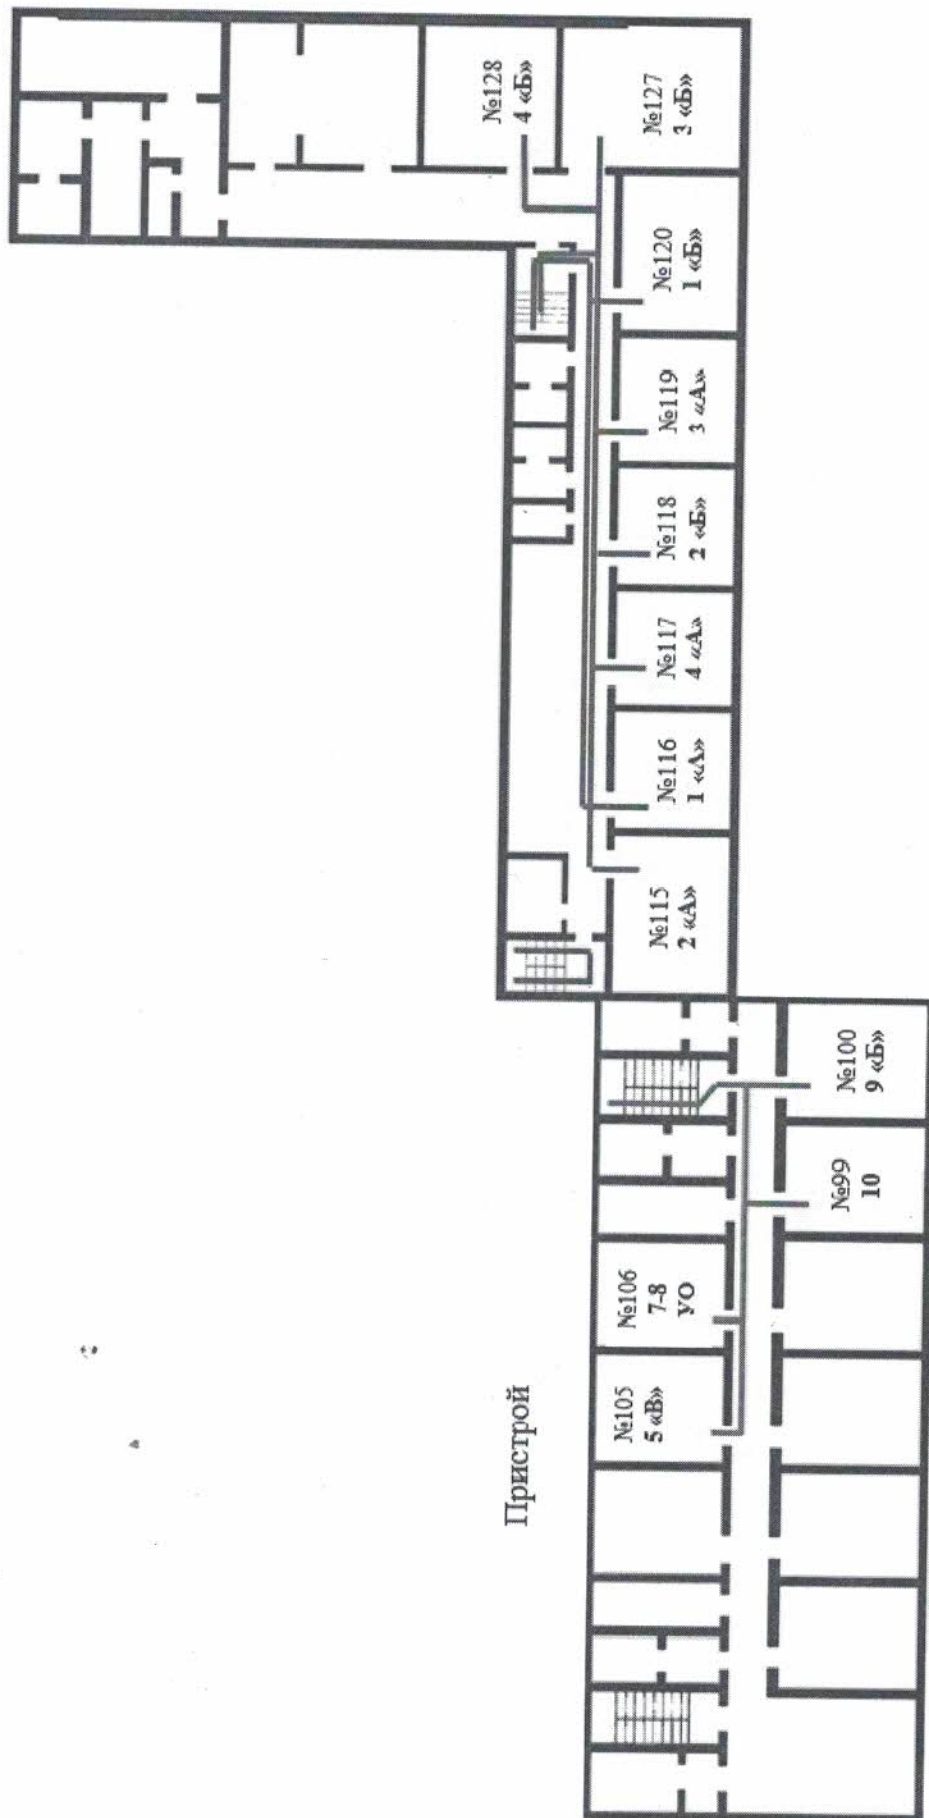 №128
4 «Б»
№127
3 «Б»
№120
1 «Б»
№119
3 «А»
№118
2 «Б»
№117
4 «А»
№116
1 «А»
№115
2 «А»
№100
9 «Б»
№99
10
№106
7-8
УО
№105
5 «В»
Пристрой